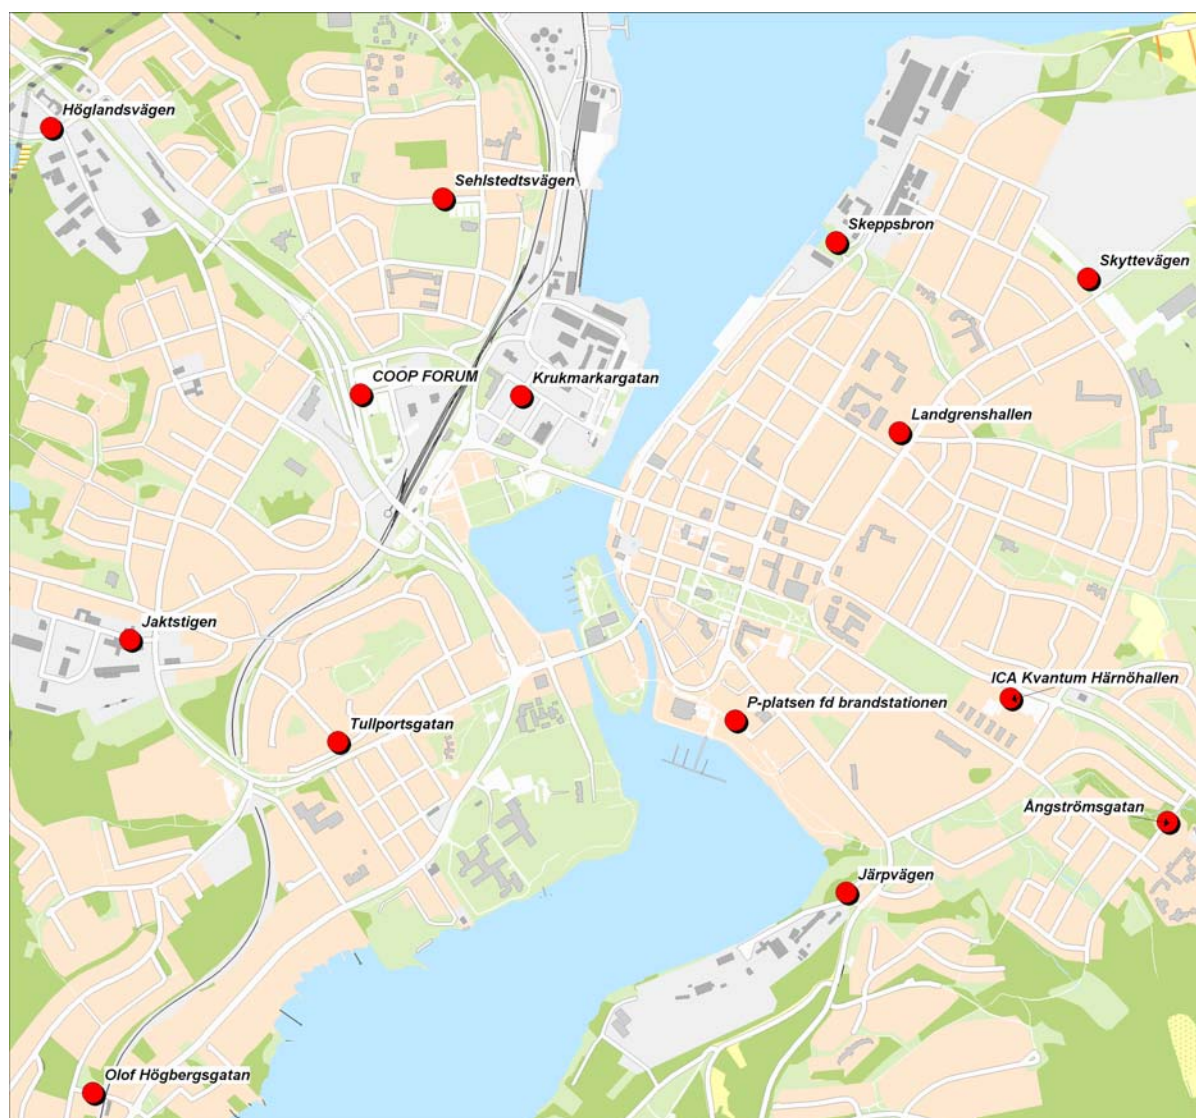 Höglandsvägen
Sehlstedtsvägen
Skeppsbron
Skyttevägen
COOP FORUM
Krukmarkargatan
Landgrenshallen
Jaktstigen
ICA Kvantum Härnöhallen
P-platsen fd brandstationen
Tullportsgatan
Ångströmsgatan
Järpvägen
Olof Högbergsgatan